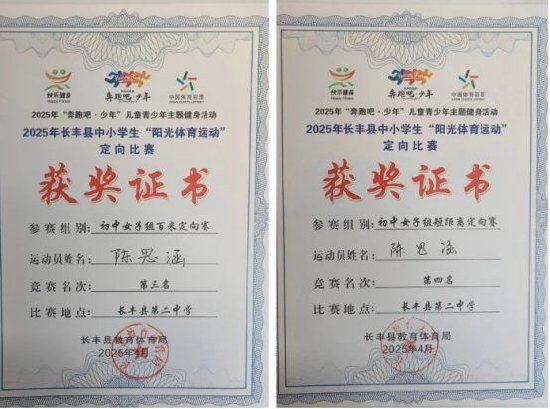 快乐健身
Happy Fitness
奔跑吧·少年
中国体育彩票
CHINA SPORTS LOTTERY
2025年“奔跑吧·少年”儿童青少年主题健身活动
2025年长丰县中小学生“阳光体育运动”
定向比赛
获奖证书
参赛组别：初中女子组百米定向赛
运动员姓名：陈思涵
竞赛名次：第三名
比赛地点：长丰县第二中学
长丰县教育体育局
2025年4月
快乐健身
Happy Fitness
奔跑吧·少年
中国体育彩票
CHINA SPORTS LOTTERY
2025年“奔跑吧·少年”儿童青少年主题健身活动
2025年长丰县中小学生“阳光体育运动”
定向比赛
获奖证书
参赛组别：初中女子组短距离定向赛
运动员姓名：陈思涵
竞赛名次：第四名
比赛地点：长丰县第二中学
长丰县教育体育局
2025年4月